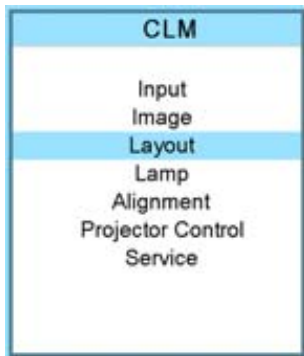 CLM
Input
Image
Layout
Lamp
Alignment
Projector Control
Service